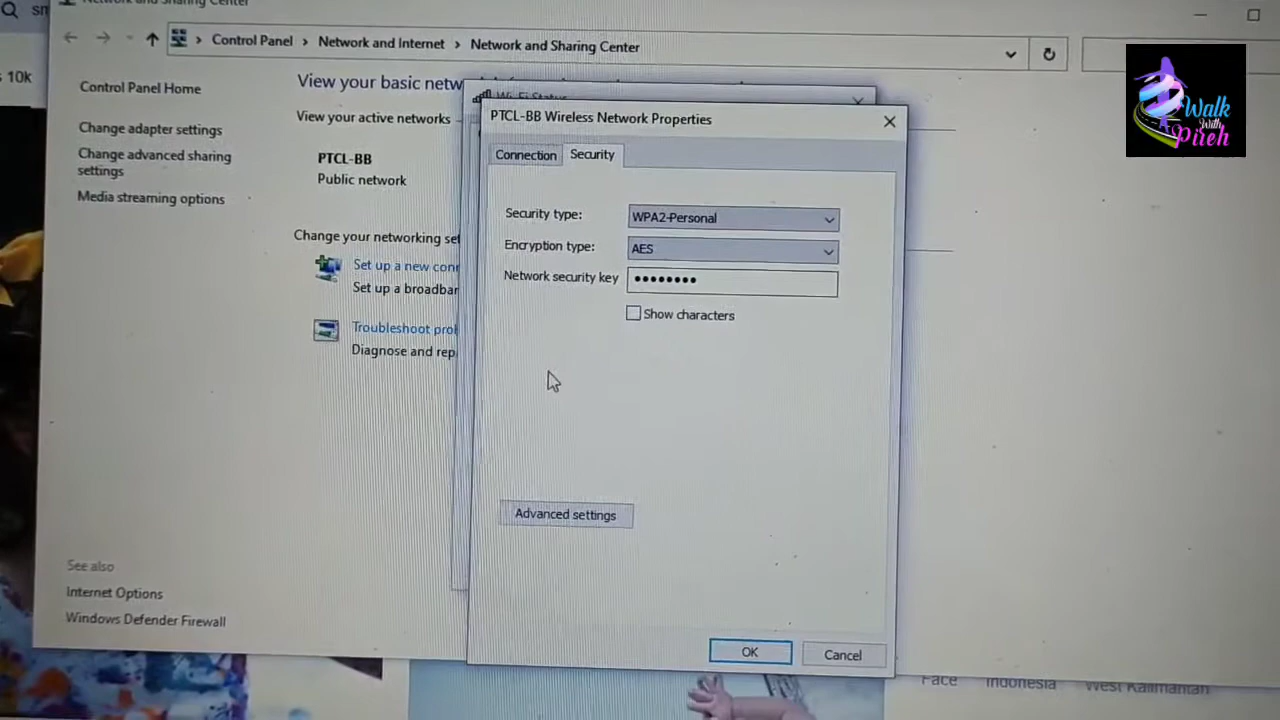 Control Panel > Network and Internet > Network and Sharing Center
10k
Control Panel Home
Change adapter settings
Change advanced sharing
settings
Media streaming options
View your basic netw
View your active networks
PTCL-BB
Public network
Change your networking set
Set up a new conn
Set up a broadbar
Troubleshoot prol
Diagnose and rep
See also
Internet Options
Windows Defender Firewall
Wi-Fi Status
PTCL-BB Wireless Network Properties
Connection
Security
Security type:
WPA2-Personal
Encryption type:
AES
Network security key
••••••••
Show characters
Advanced settings
OK
Cancel
Walk
With
Pireh
Face
Indonesia
West Kalimantan